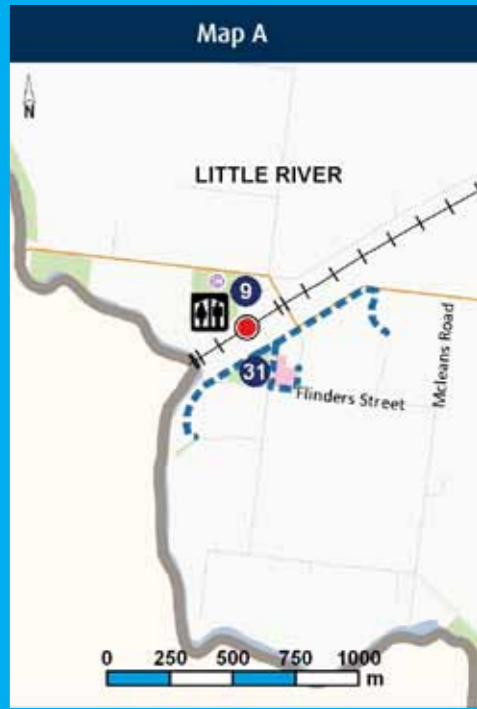 Map A
N
LITTLE RIVER
9
31
Flinders Street
Mcleans Road
0 250 500 750 1000
m